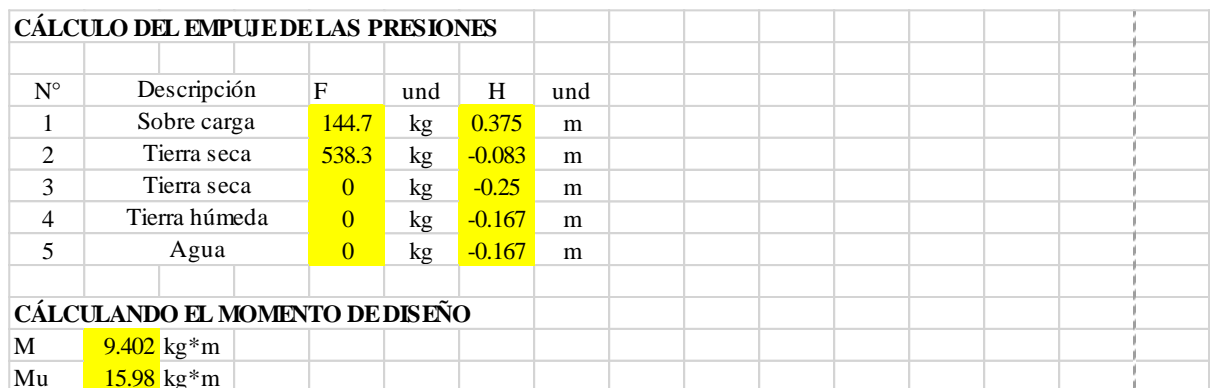 CÁLCULO DEL EMPUJE DE LAS PRESIONES
N° Descripción F und H und
1 Sobre carga 144.7 kg 0.375 m
2 Tierra seca 538.3 kg -0.083 m
3 Tierra seca 0 kg -0.25 m
4 Tierra húmeda 0 kg -0.167 m
5 Agua 0 kg -0.167 m
CÁLCULANDO EL MOMENTO DE DISEÑO
M 9.402 kg*m
Mu 15.98 kg*m